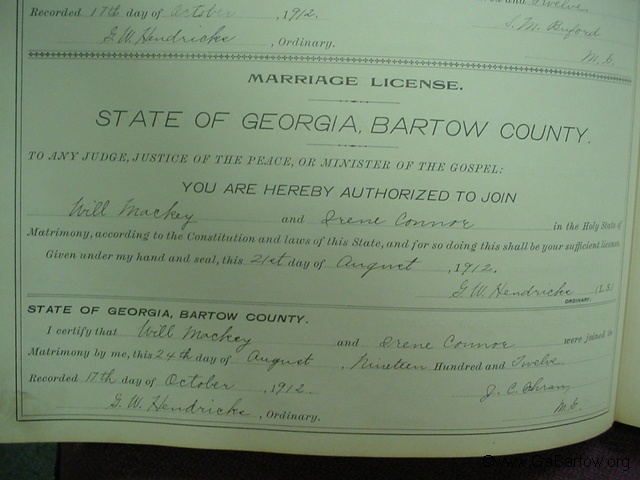 and Twelve
Recorded 17th day of October, 1912.
S. M. Buford
G. W. Hendricks, Ordinary.
M. G.
MARRIAGE LICENSE.
STATE OF GEORGIA, BARTOW COUNTY.
TO ANY JUDGE, JUSTICE OF THE PEACE, OR MINISTER OF THE GOSPEL:
YOU ARE HEREBY AUTHORIZED TO JOIN
Will Mackey and Irene Connor in the Holy State of
Matrimony, according to the Constitution and laws of this State, and for so doing this shall be your sufficient license.
Given under my hand and seal, this 21st day of August, 1912.
G. W. Hendricks (L.S.)
ORDINARY.
STATE OF GEORGIA, BARTOW COUNTY.
I certify that Will Mackey and Irene Connor were joined in
Matrimony by me, this 24th day of August, Nineteen Hundred and Twelve
Recorded 17th day of October, 1912.
J. C.
G. W. Hendricks, Ordinary.
M. G.